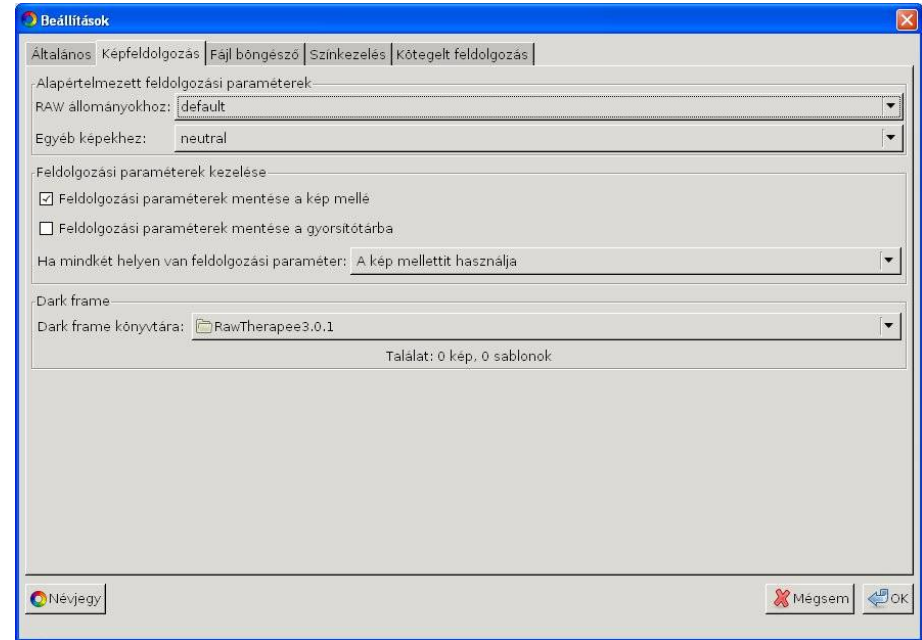 Beállítások
Általános Képfeldolgozás Fájl böngésző Színkezelés Kötegelt feldolgozás
Alapértelmezett feldolgozási paraméterek
RAW állományokhoz: default
Egyéb képekhez: neutral
Feldolgozási paraméterek kezelése
Feldolgozási paraméterek mentése a kép mellé
Feldolgozási paraméterek mentése a gyorsítótárba
Ha mindkét helyen van feldolgozási paraméter: A kép mellettit használja
Dark frame
Dark frame könyvtára: RawTherapee3.0.1
Találat: 0 kép, 0 sablonok
Névjegy Mégsem OK